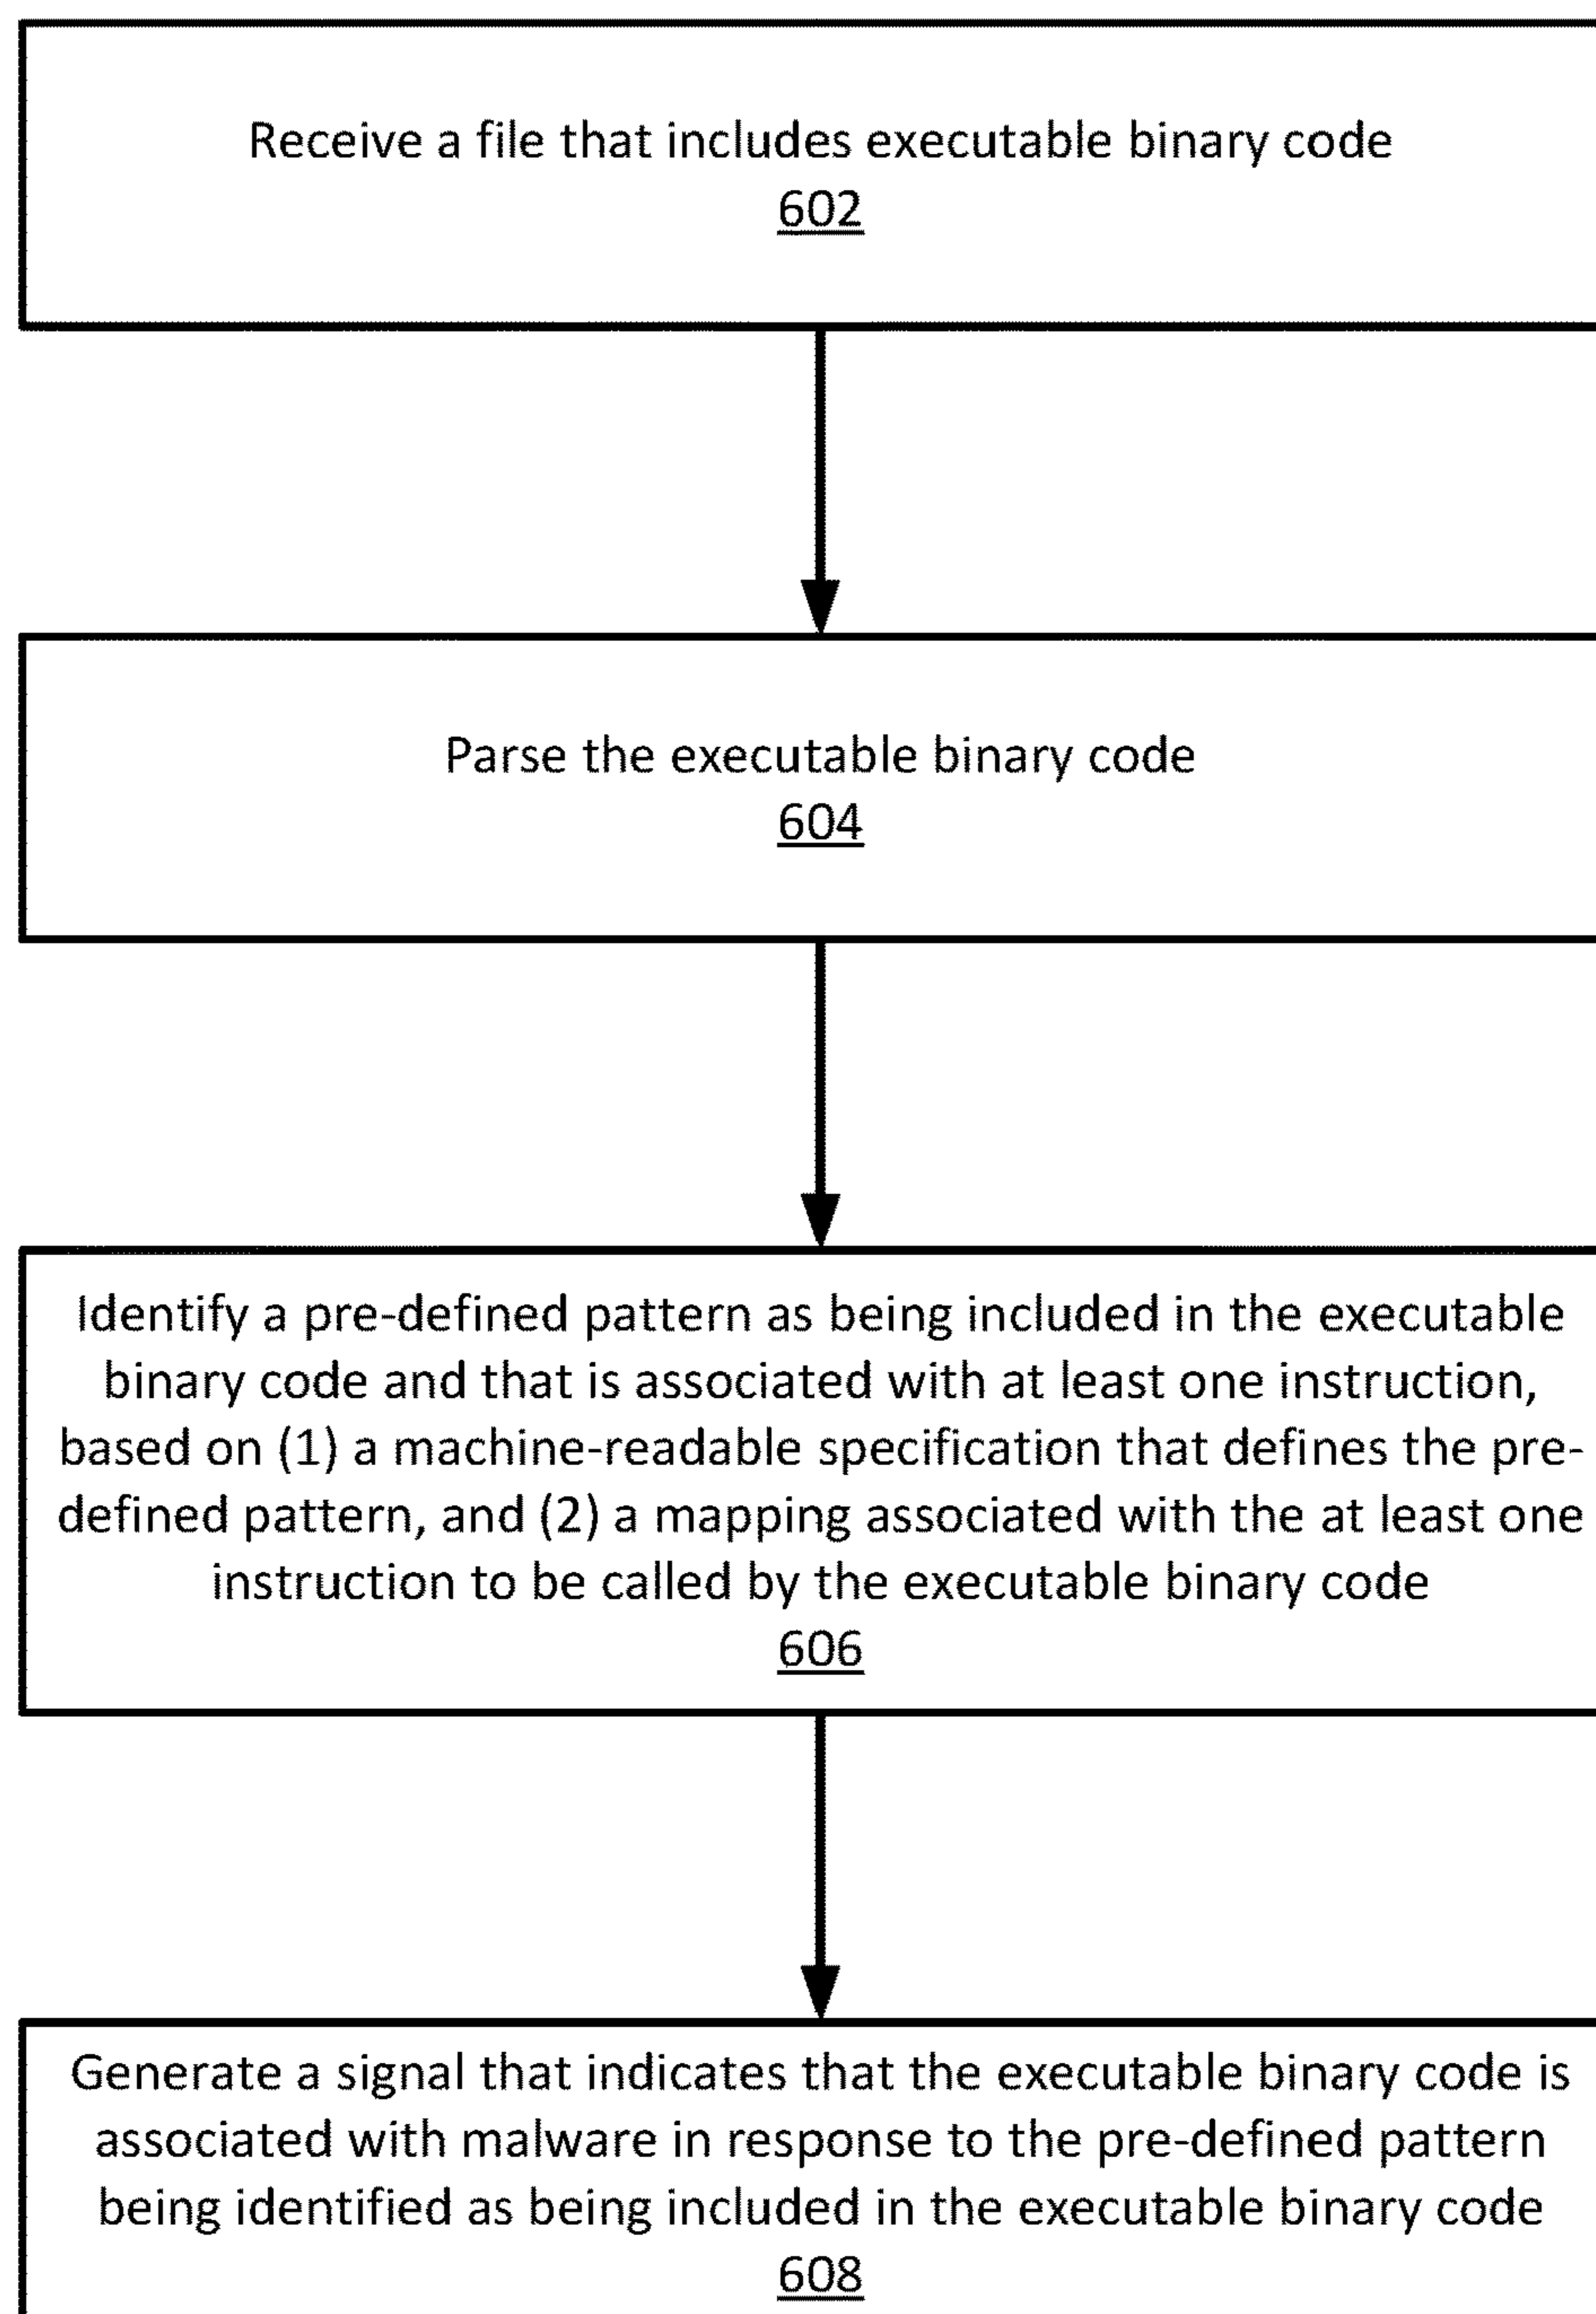 Receive a file that includes executable binary code
602
Parse the executable binary code
604
Identify a pre-defined pattern as being included in the executable
binary code and that is associated with at least one instruction,
based on (1) a machine-readable specification that defines the pre-
defined pattern, and (2) a mapping associated with the at least one
instruction to be called by the executable binary code
606
Generate a signal that indicates that the executable binary code is
associated with malware in response to the pre-defined pattern
being identified as being included in the executable binary code
608